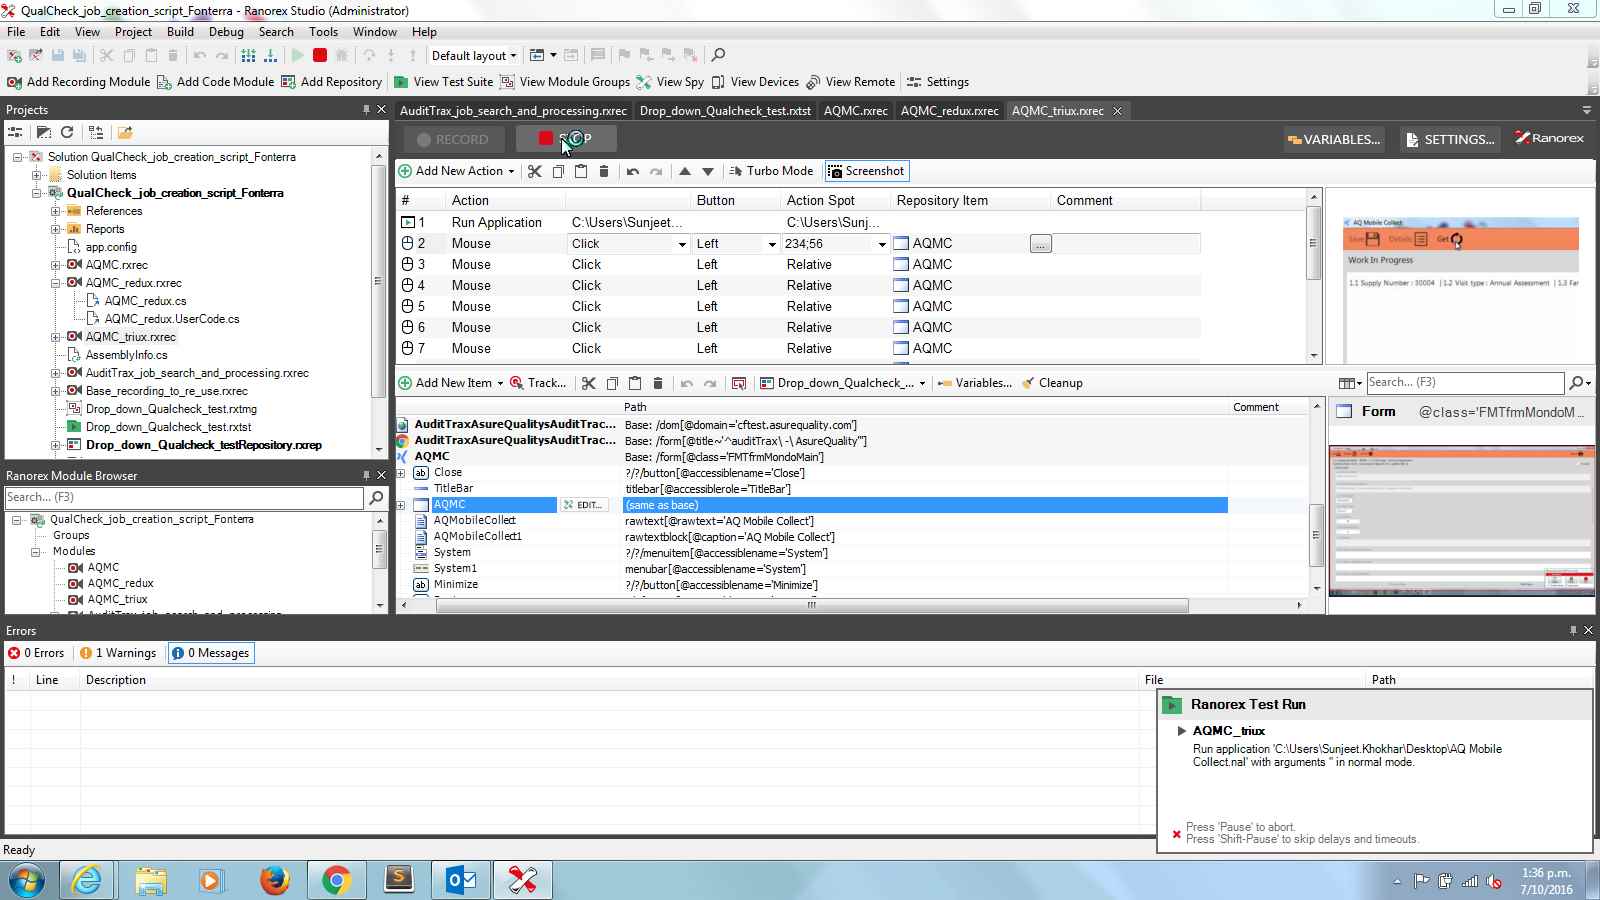 QualCheck_job_creation_script_Fonterra - Ranorex Studio (Administrator)
File Edit View Project Build Debug Search Tools Window Help
Default layout
Add Recording Module Add Code Module Add Repository View Test Suite View Module Groups View Spy View Devices View Remote Settings
Projects
Solution QualCheck_job_creation_script_Fonterra
Solution Items
QualCheck_job_creation_script_Fonterra
References
Reports
app.config
AQMC.rxrec
AQMC_redux.rxrec
AQMC_redux.cs
AQMC_redux.UserCode.cs
AQMC_triux.rxrec
AssemblyInfo.cs
AuditTrax_job_search_and_processing.rxrec
Base_recording_to_re_use.rxrec
Drop_down_Qualcheck_test.rxtmg
Drop_down_Qualcheck_test.rxtst
Drop_down_Qualcheck_testRepository.rxrep
Ranorex Module Browser
Search... (F3)
QualCheck_job_creation_script_Fonterra
Groups
Modules
AQMC
AQMC_redux
AQMC_triux
AuditTrax_job_search_and_processing.rxrec Drop_down_Qualcheck_test.rxtst AQMC.rxrec AQMC_redux.rxrec AQMC_triux.rxrec
RECORD VARIABLES... SETTINGS... Ranorex
Add New Action Turbo Mode Screenshot
# Action Button Action Spot Repository Item Comment
1 Run Application C:\Users\Sunjeet... C:\Users\Sunj...
2 Mouse Click Left 234;56 AQMC ...
3 Mouse Click Left Relative AQMC
4 Mouse Click Left Relative AQMC
5 Mouse Click Left Relative AQMC
6 Mouse Click Left Relative AQMC
7 Mouse Click Left Relative AQMC
AQ Mobile Collect
Save Details Get
Work In Progress
1.1 Supply Number : 30004 | 1.2 Visit type : Annual Assessment | 1.3 Far
Add New Item Track... Drop_down_Qualcheck_... Variables... Cleanup Search... (F3)
Path Comment
AuditTraxAsureQualitysAuditTrac... Base: /dom[@domain='cftest.asurequality.com']
AuditTraxAsureQualitysAuditTrac... Base: /form[@title~'^auditTrax\ -\ AsureQuality'"]
AQMC Base: /form[@class='FMTfrmMondoMain']
Close ?/?/button[@accessiblename='Close']
TitleBar titlebar[@accessiblerole='TitleBar']
AQMC EDIT... (same as base)
AQMobileCollect rawtext[@rawtext='AQ Mobile Collect']
AQMobileCollect1 rawtextblock[@caption='AQ Mobile Collect']
System ?/?/menuitem[@accessiblename='System']
System1 menubar[@accessiblename='System']
Minimize ?/?/button[@accessiblename='Minimize']
Form @class='FMTfrmMondoM...
Errors
0 Errors 1 Warnings 0 Messages
! Line Description File Path
Ranorex Test Run
AQMC_triux
Run application 'C:\Users\Sunjeet.Khokhar\Desktop\AQ Mobile
Collect.nal' with arguments '' in normal mode.
Press 'Pause' to abort.
Press 'Shift-Pause' to skip delays and timeouts.
Ready
1:36 p.m.
7/10/2016